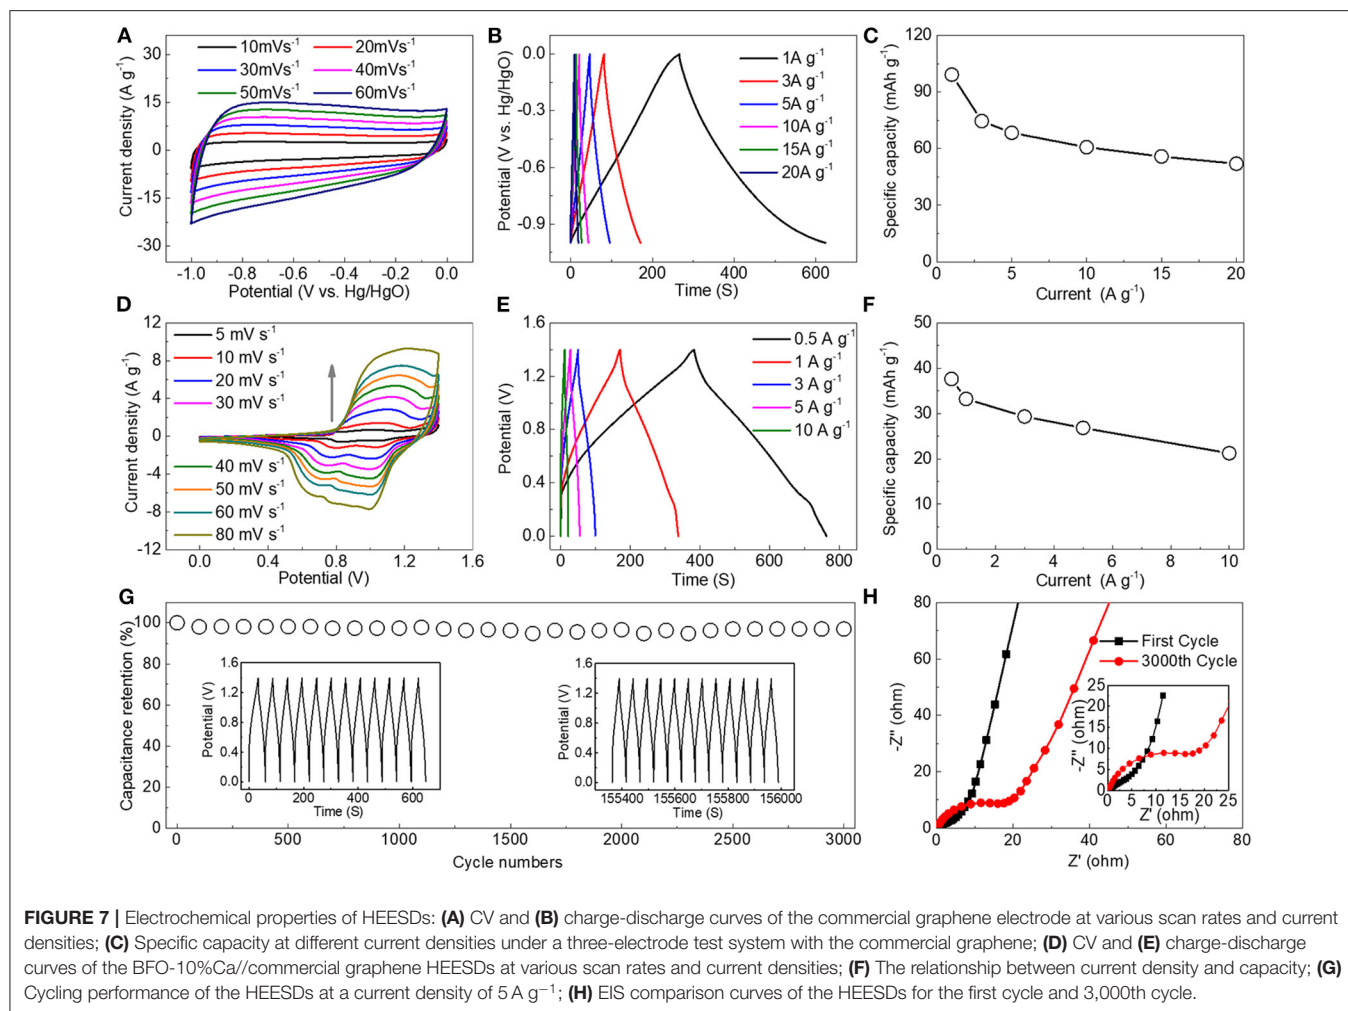 A
10mVs⁻¹ 20mVs⁻¹
30mVs⁻¹ 40mVs⁻¹
50mVs⁻¹ 60mVs⁻¹
Current density (A g⁻¹)
30
15
0
-15
-30
-1.0 -0.8 -0.6 -0.4 -0.2 0.0
Potential (V vs. Hg/HgO)
B
1A g⁻¹
3A g⁻¹
5A g⁻¹
10A g⁻¹
15A g⁻¹
20A g⁻¹
Potential (V vs. Hg/HgO)
0.0
-0.3
-0.6
-0.9
0 200 400 600
Time (S)
C
Specific capacity (mAh g⁻¹)
120
90
60
30
0
0 5 10 15 20
Current (A g⁻¹)
D
5 mV s⁻¹
10 mV s⁻¹
20 mV s⁻¹
30 mV s⁻¹
40 mV s⁻¹
50 mV s⁻¹
60 mV s⁻¹
80 mV s⁻¹
Current density (A g⁻¹)
12
8
4
0
-4
-8
-12
0.0 0.4 0.8 1.2 1.6
Potential (V)
E
0.5 A g⁻¹
1 A g⁻¹
3 A g⁻¹
5 A g⁻¹
10 A g⁻¹
Potential (V)
1.6
1.2
0.8
0.4
0.0
0 200 400 600 800
Time (S)
F
Specific capacity (mAh g⁻¹)
50
40
30
20
10
0
0 2 4 6 8 10
Current (A g⁻¹)
G
Capacitance retention (%)
100
80
60
40
20
0
0 500 1000 1500 2000 2500 3000
Cycle numbers
Potential (V)
1.6
1.2
0.8
0.4
0.0
0 200 400 600
Time (S)
Potential (V)
1.6
1.2
0.8
0.4
0.0
155400 155600 155800 156000
Time (S)
H
First Cycle
3000th Cycle
-Z" (ohm)
80
60
40
20
0
0 20 40 60 80
Z' (ohm)
-Z" (ohm)
25
20
15
10
5
0
0 5 10 15 20 25
Z' (ohm)
FIGURE 7 | Electrochemical properties of HEESDs: (A) CV and (B) charge-discharge curves of the commercial graphene electrode at various scan rates and current
densities; (C) Specific capacity at different current densities under a three-electrode test system with the commercial graphene; (D) CV and (E) charge-discharge
curves of the BFO-10%Ca//commercial graphene HEESDs at various scan rates and current densities; (F) The relationship between current density and capacity; (G)
Cycling performance of the HEESDs at a current density of 5 A g⁻¹; (H) EIS comparison curves of the HEESDs for the first cycle and 3,000th cycle.